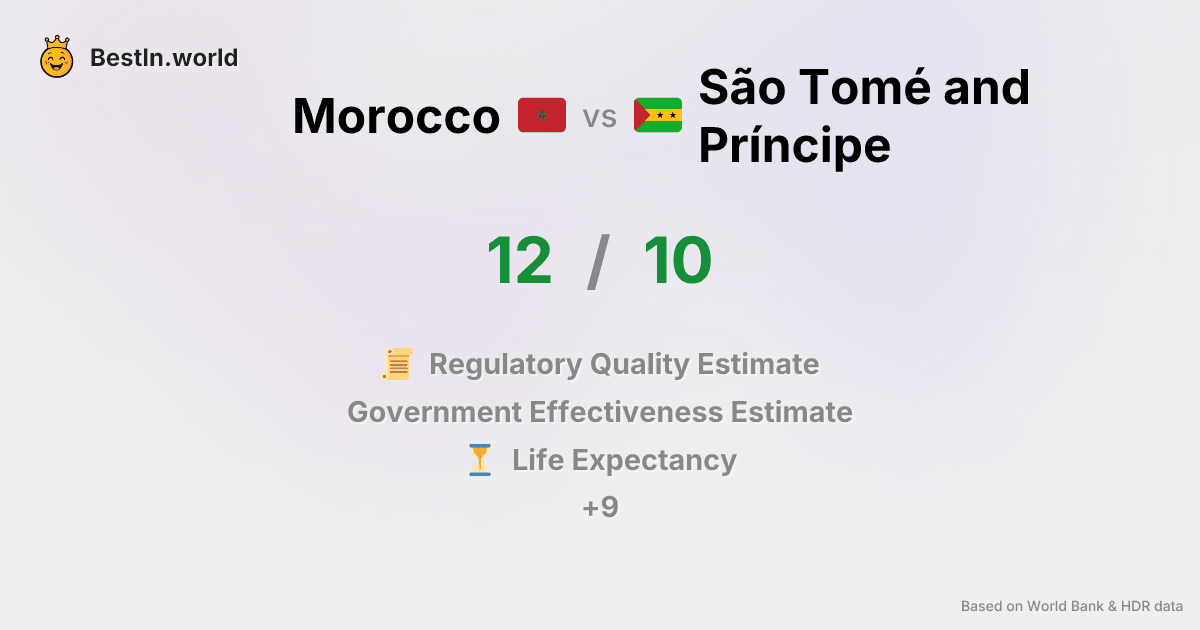 BestIn.world
Morocco vs São Tomé and
Príncipe
12 / 10
Regulatory Quality Estimate
Government Effectiveness Estimate
Life Expectancy
+9
Based on World Bank & HDR data